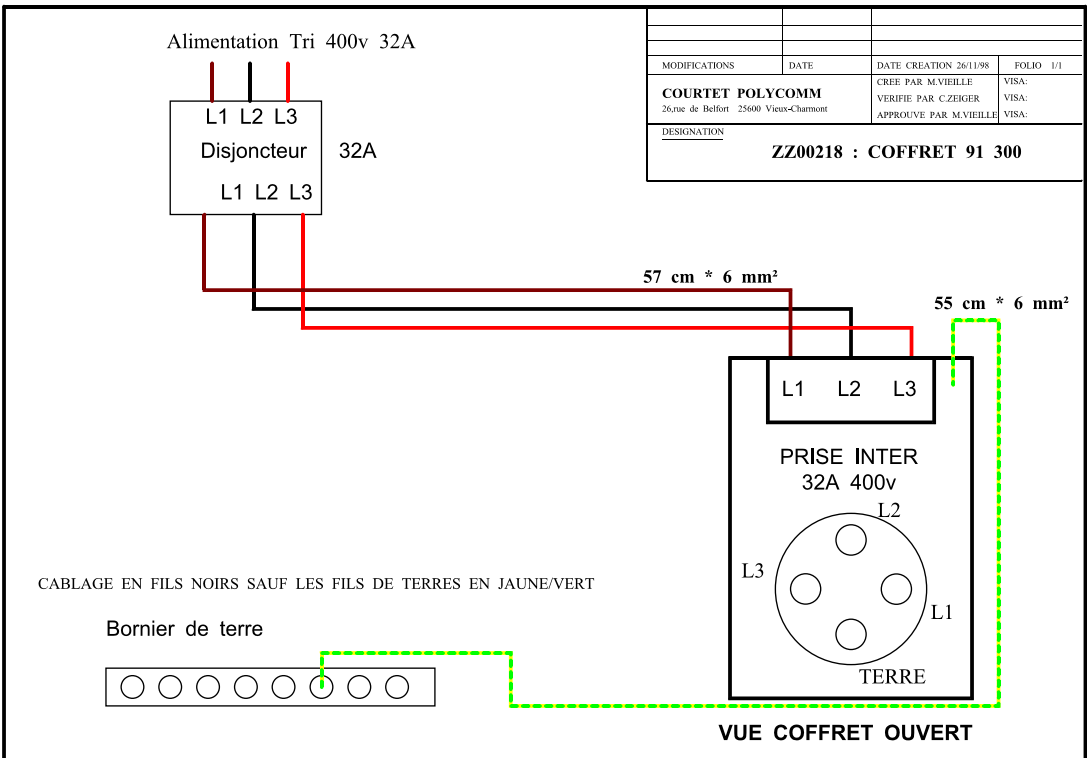 Alimentation Tri 400v 32A
L1 L2 L3
Disjoncteur 32A
L1 L2 L3
MODIFICATIONS DATE DATE CREATION 26/11/98 FOLIO 1/1
COURTET POLYCOMM
26,rue de Belfort 25600 Vieux-Charmont
CREE PAR M.VIEILLE VISA:
VERIFIE PAR C.ZEIGER VISA:
APPROUVE PAR M.VIEILLE VISA:
DESIGNATION
ZZ00218 : COFFRET 91 300
57 cm * 6 mm²
55 cm * 6 mm²
L1 L2 L3
PRISE INTER
32A 400v
L2
L3
L1
TERRE
CABLAGE EN FILS NOIRS SAUF LES FILS DE TERRES EN JAUNE/VERT
Bornier de terre
VUE COFFRET OUVERT